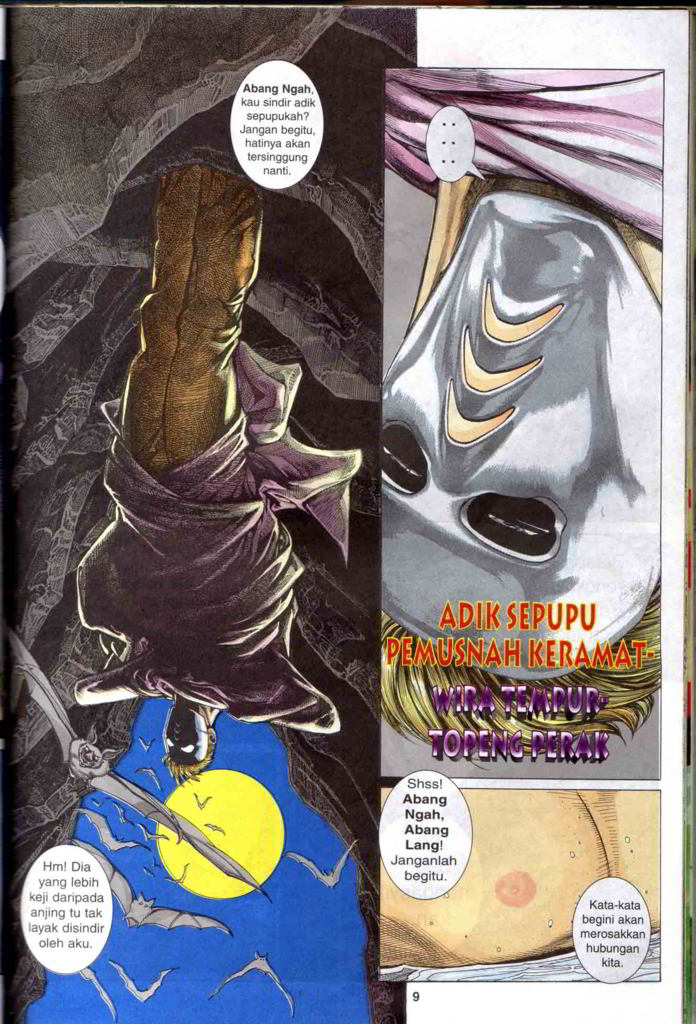 Abang Ngah,
kau sindir adik
sepupukah?
Jangan begitu,
hatinya akan
tersinggung
nanti.
Hm! Dia
yang lebih
keji daripada
anjing tu tak
layak disindir
oleh aku.
ADIK SEPUPU
PEMUSNAH KERAMAT-
WIRA TEMPUR-
TOPENG PERAK
Shss!
Abang
Ngah,
Abang
Lang!
Janganlah
begitu.
Kata-kata
begini akan
merosakkan
hubungan
kita.
9